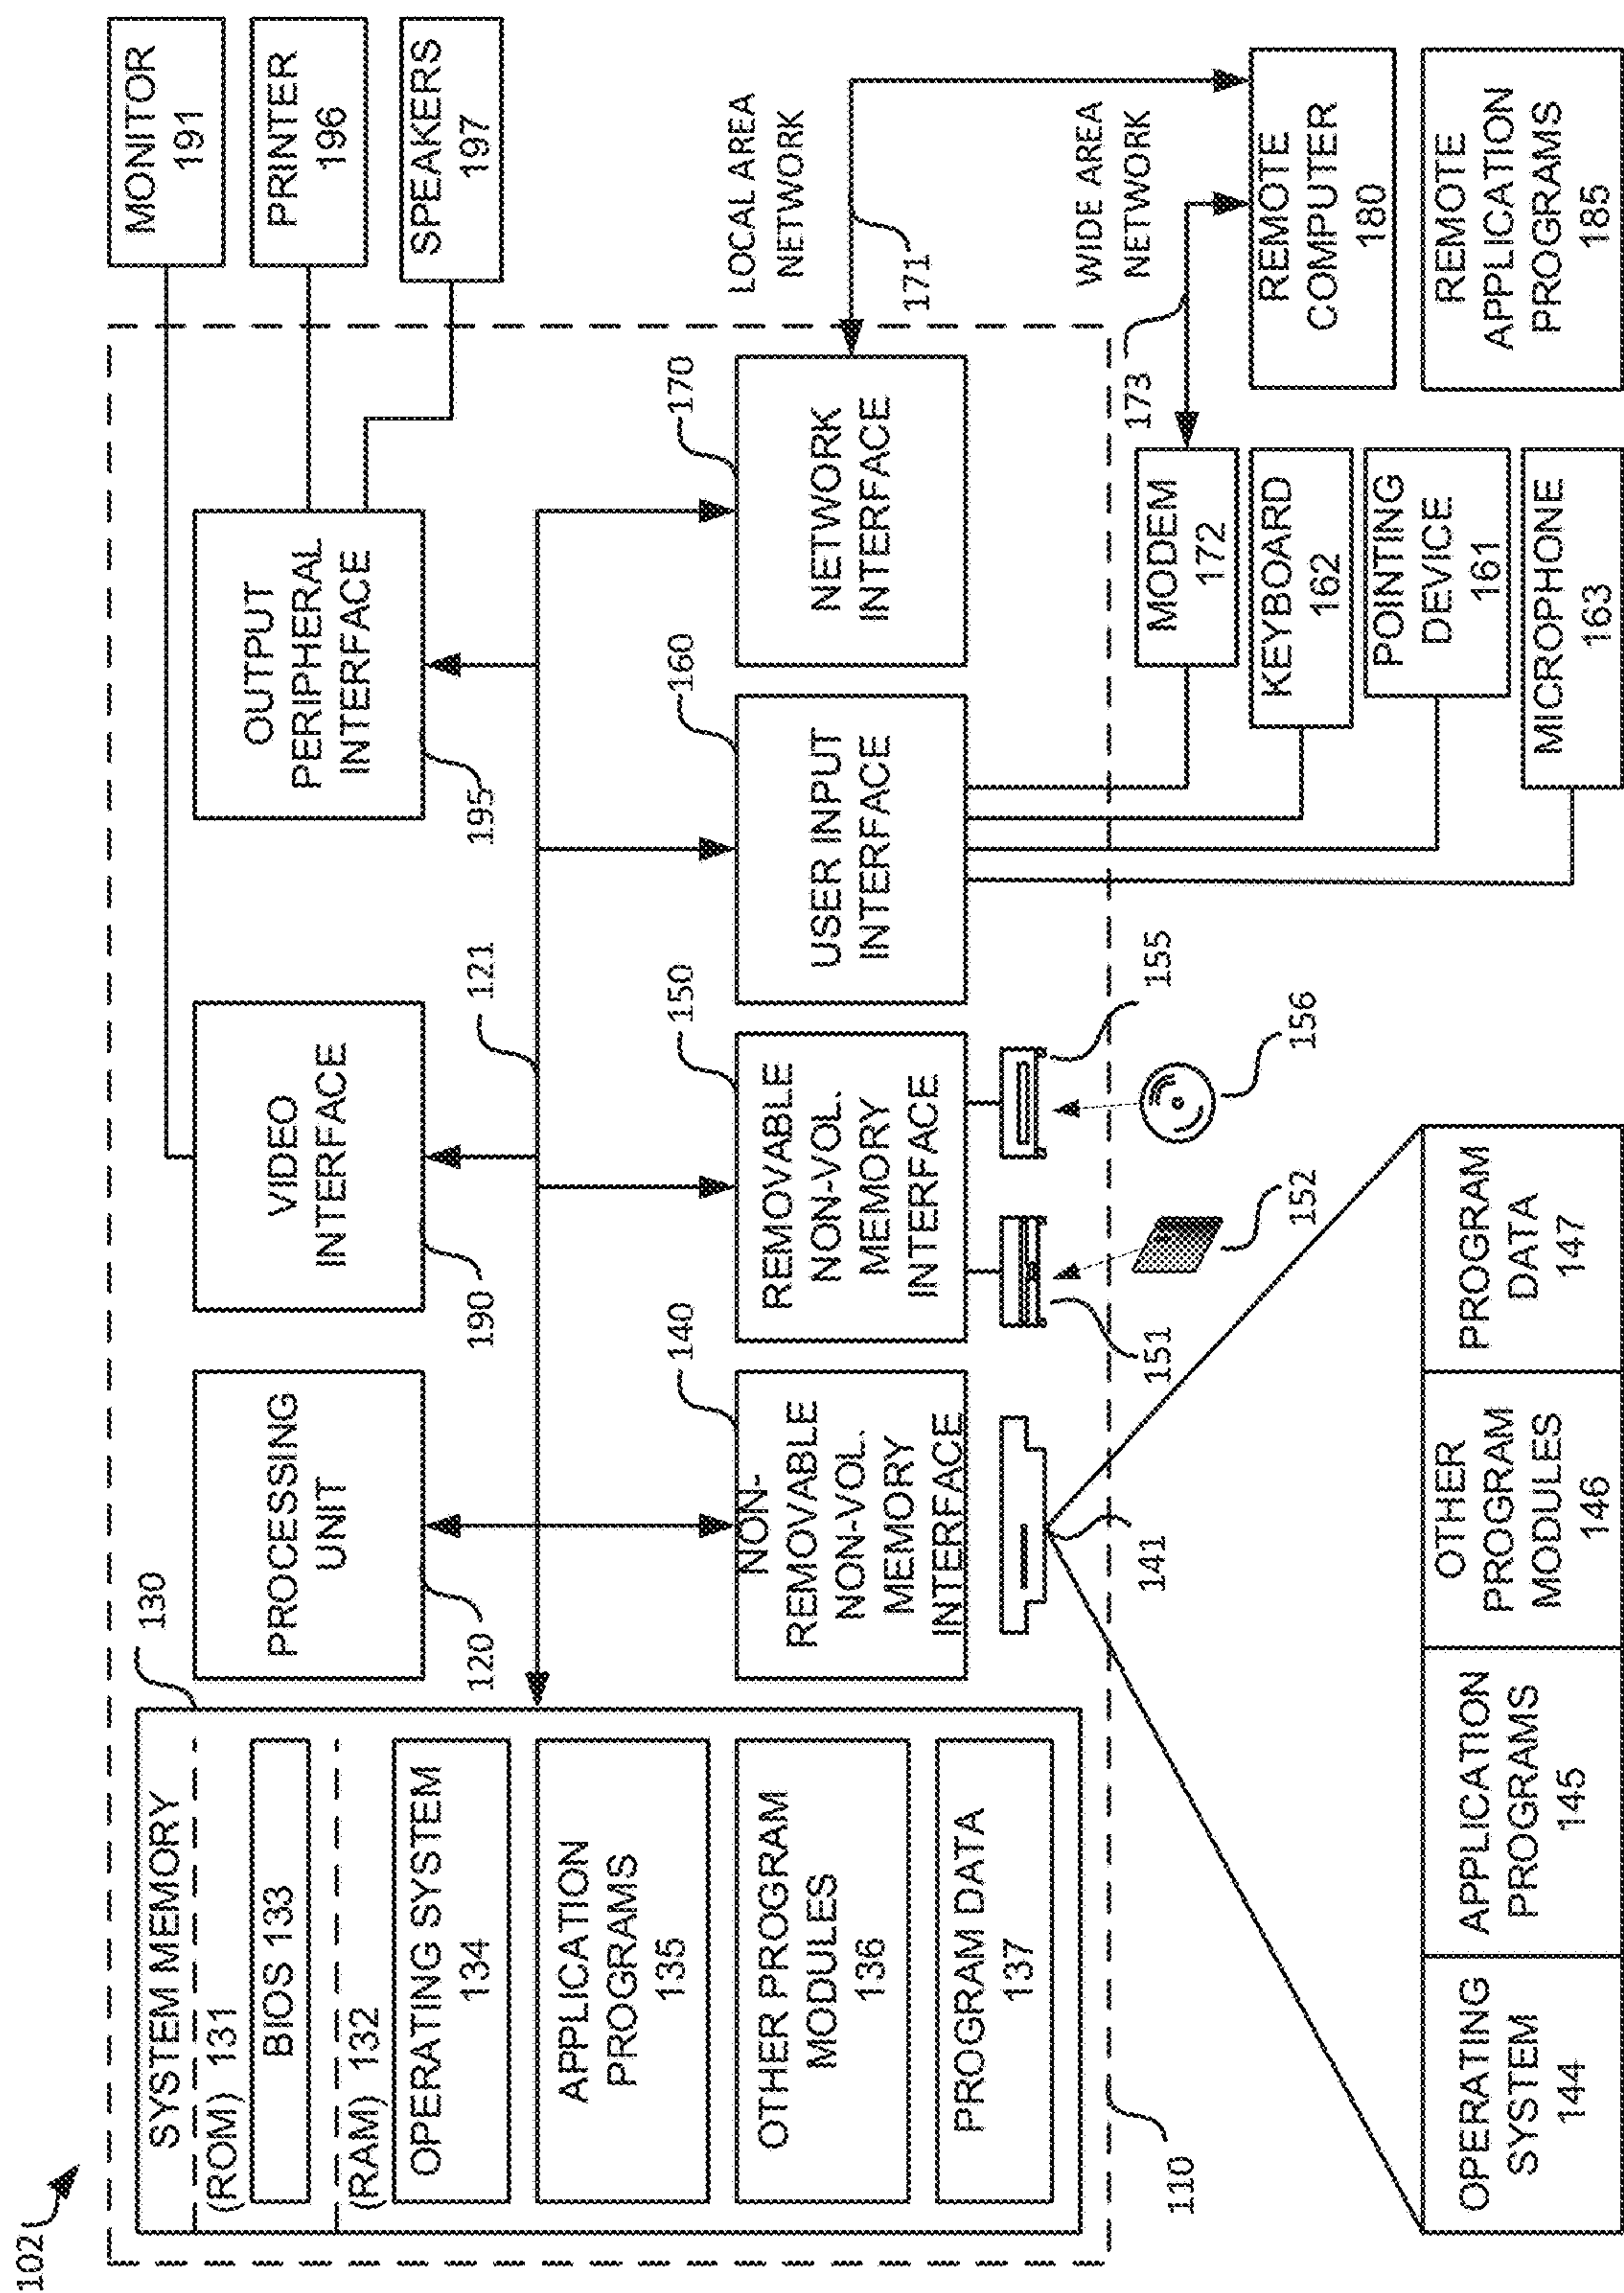 102
SYSTEM MEMORY
(ROM) 131
BIOS 133
(RAM) 132
OPERATING SYSTEM
134
APPLICATION
PROGRAMS
135
OTHER PROGRAM
MODULES
136
PROGRAM DATA
137
130
PROCESSING
UNIT
120
VIDEO
INTERFACE
190
121
OUTPUT
PERIPHERAL
INTERFACE
195
MONITOR
191
PRINTER
196
SPEAKERS
197
140
NON-
REMOVABLE
NON-VOL.
MEMORY
INTERFACE
150
REMOVABLE
NON-VOL.
MEMORY
INTERFACE
160
USER INPUT
INTERFACE
170
NETWORK
INTERFACE
LOCAL AREA
NETWORK
171
WIDE AREA
NETWORK
173
110
141
151
152
155
156
MODEM
172
KEYBOARD
162
POINTING
DEVICE
161
MICROPHONE
163
REMOTE
COMPUTER
180
REMOTE
APPLICATION
PROGRAMS
185
OPERATING
SYSTEM
144
APPLICATION
PROGRAMS
145
OTHER
PROGRAM
MODULES
146
PROGRAM
DATA
147